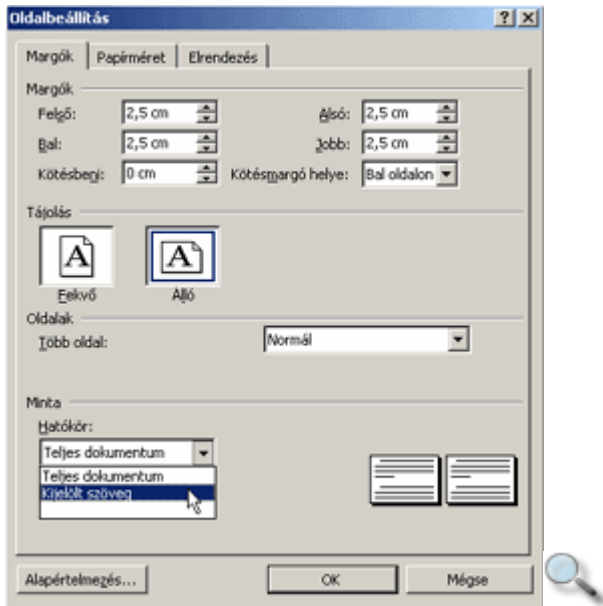 Oldalbeállítás
Margók Papírméret Elrendezés
Margók
Felső: 2,5 cm Alsó: 2,5 cm
Bal: 2,5 cm Jobb: 2,5 cm
Kötésbeni: 0 cm Kötésmargó helye: Bal oldalon
Tájolás
A A
Fekvő Álló
Oldalak
Több oldal: Normál
Minta
Hatókör:
Teljes dokumentum
Teljes dokumentum
Kijelölt szöveg
Alapértelmezés... OK Mégse